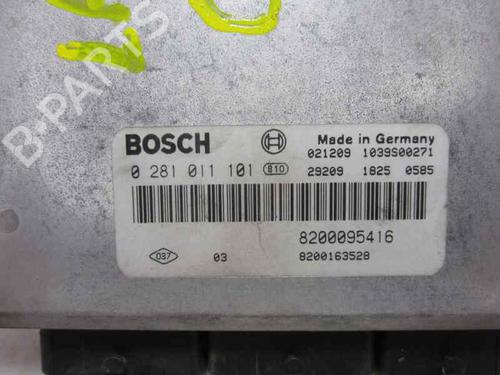 B-PARTS
BOSCH
Made in Germany
0 281 011 101 810
021209 1039S00271
29209 1825 0585
8200095416
037 03 8200163528